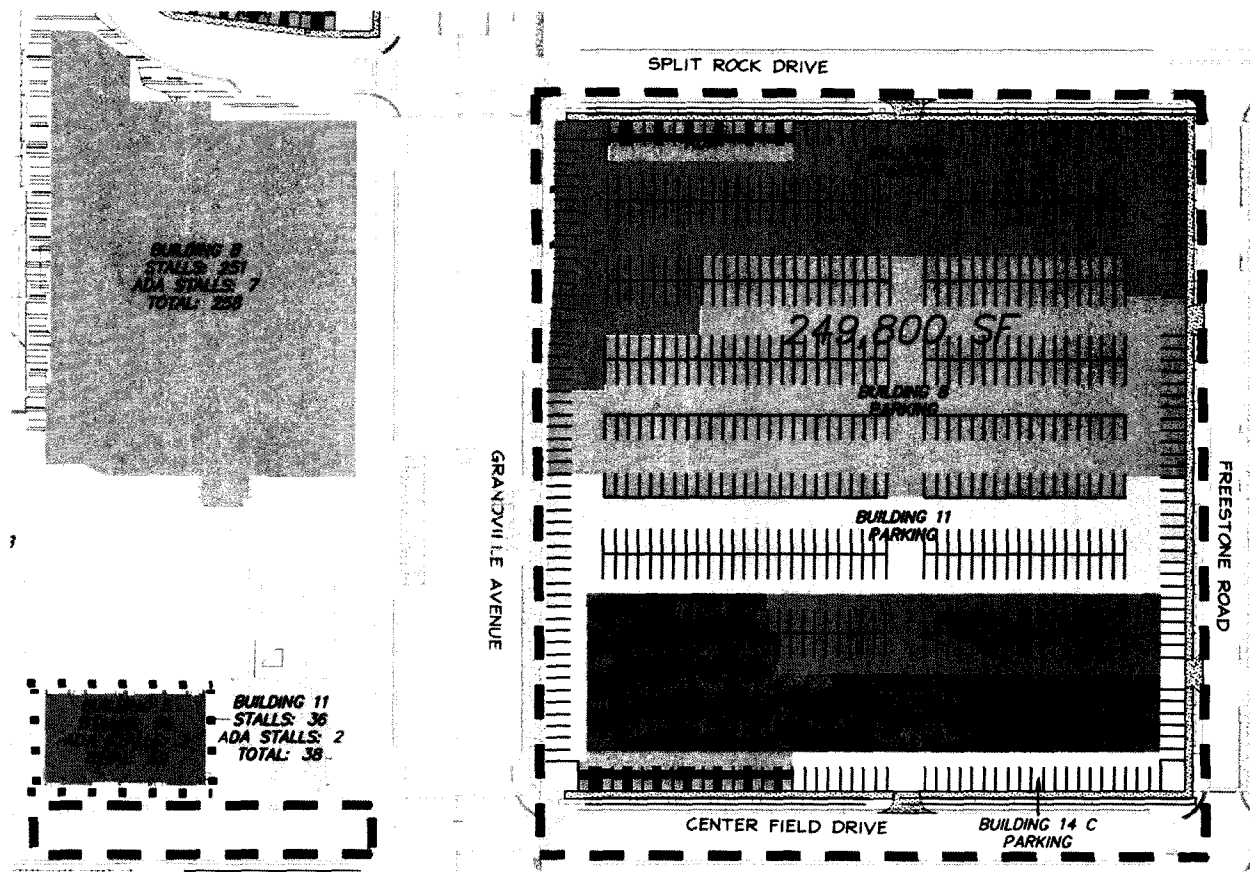 SPLIT ROCK DRIVE
BUILDING 8
STALLS: 251
ADA STALLS: 7
TOTAL: 258
249,800 SF
BUILDING 8
PARKING
GRANDVILLE AVENUE
FREESTONE ROAD
BUILDING 11
PARKING
BUILDING 11
STALLS: 36
ADA STALLS: 2
TOTAL: 38
CENTER FIELD DRIVE
BUILDING 14 C
PARKING